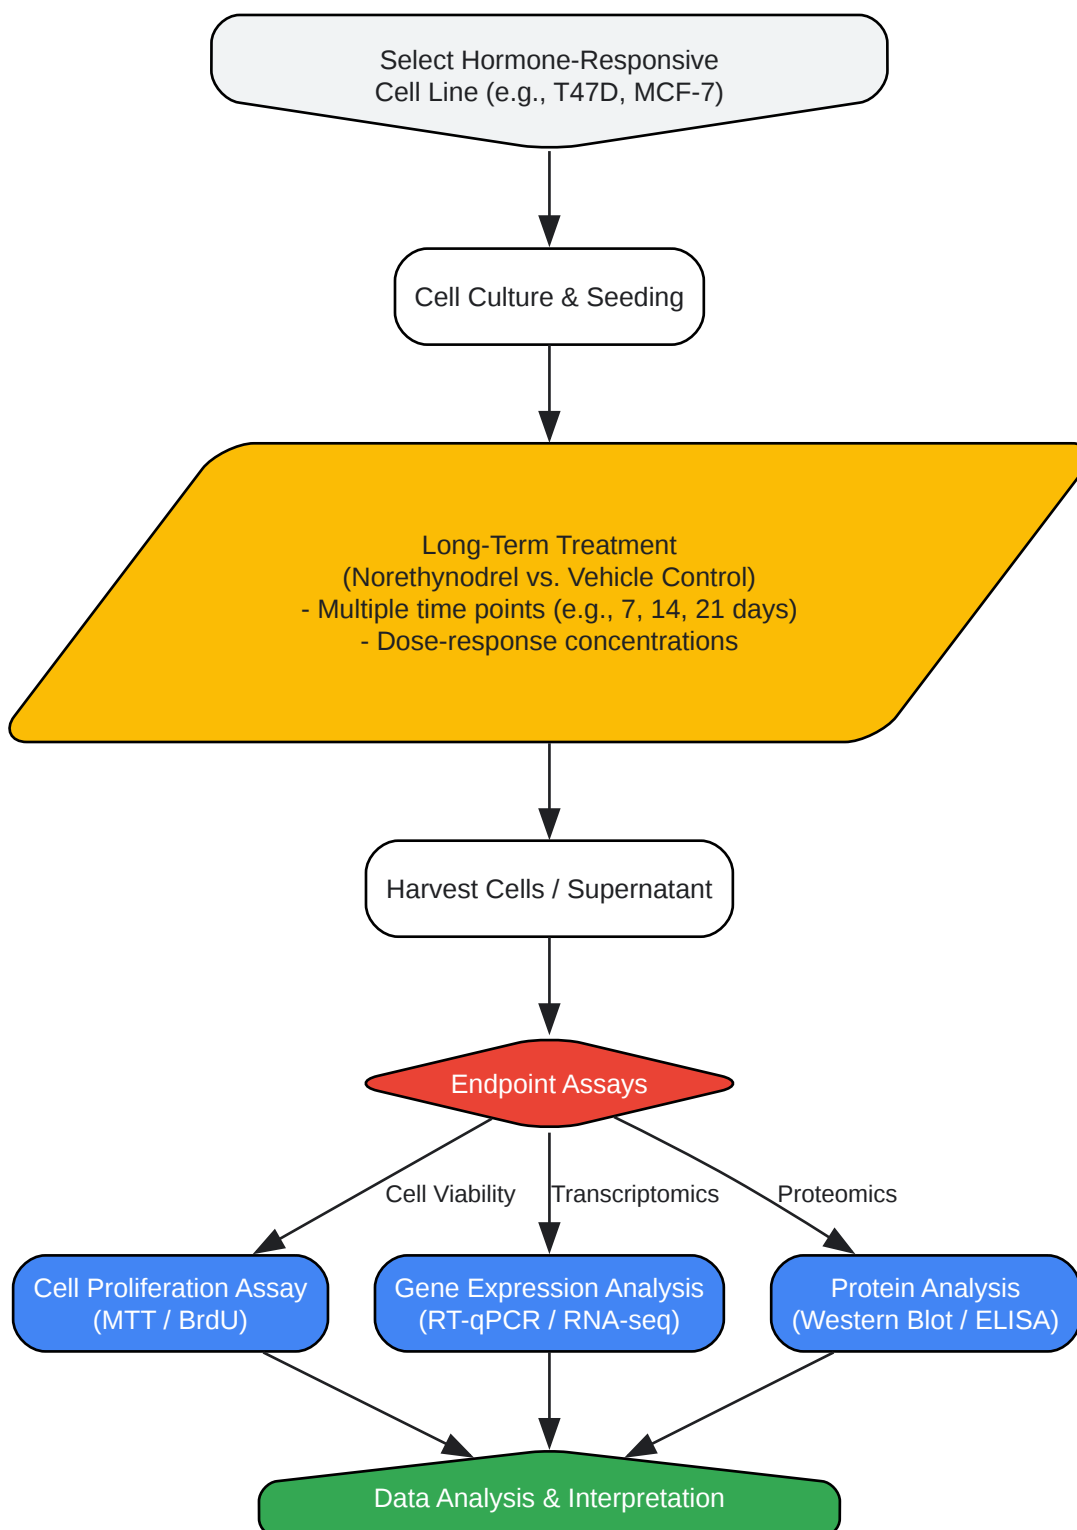 Select Hormone-Responsive
Cell Line (e.g., T47D, MCF-7)
Cell Culture & Seeding
Long-Term Treatment
(Norethynodrel vs. Vehicle Control)
- Multiple time points (e.g., 7, 14, 21 days)
- Dose-response concentrations
Harvest Cells / Supernatant
Endpoint Assays
Cell Viability
Transcriptomics
Proteomics
Cell Proliferation Assay
(MTT / BrdU)
Gene Expression Analysis
(RT-qPCR / RNA-seq)
Protein Analysis
(Western Blot / ELISA)
Data Analysis & Interpretation